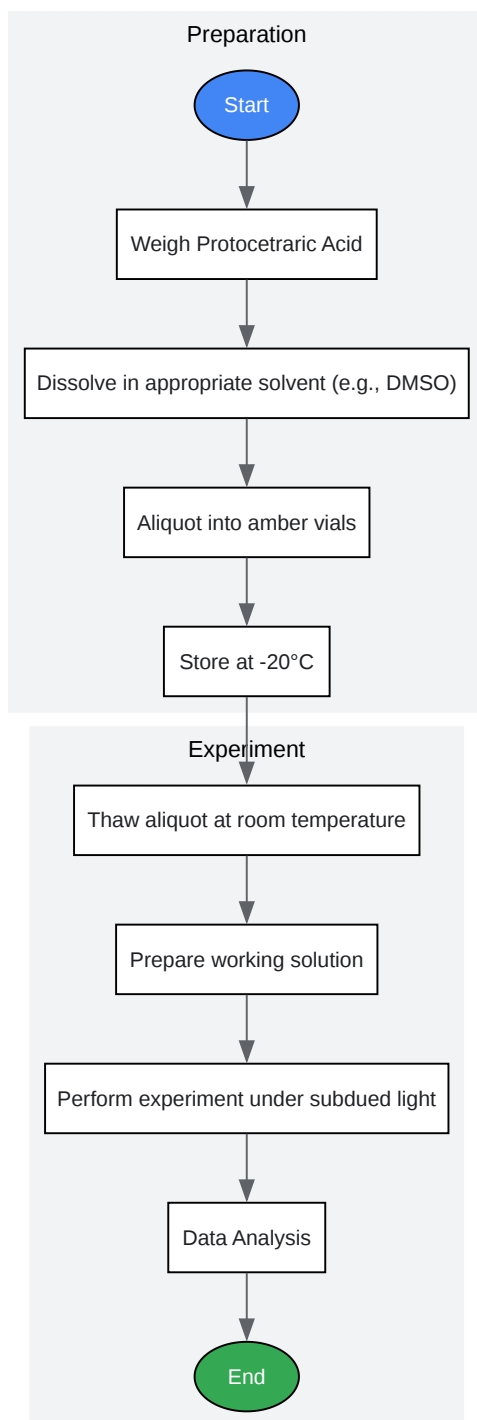 Preparation
Start
Weigh Protocetraric Acid
Dissolve in appropriate solvent (e.g., DMSO)
Aliquot into amber vials
Store at -20°C
Experiment
Thaw aliquot at room temperature
Prepare working solution
Perform experiment under subdued light
Data Analysis
End